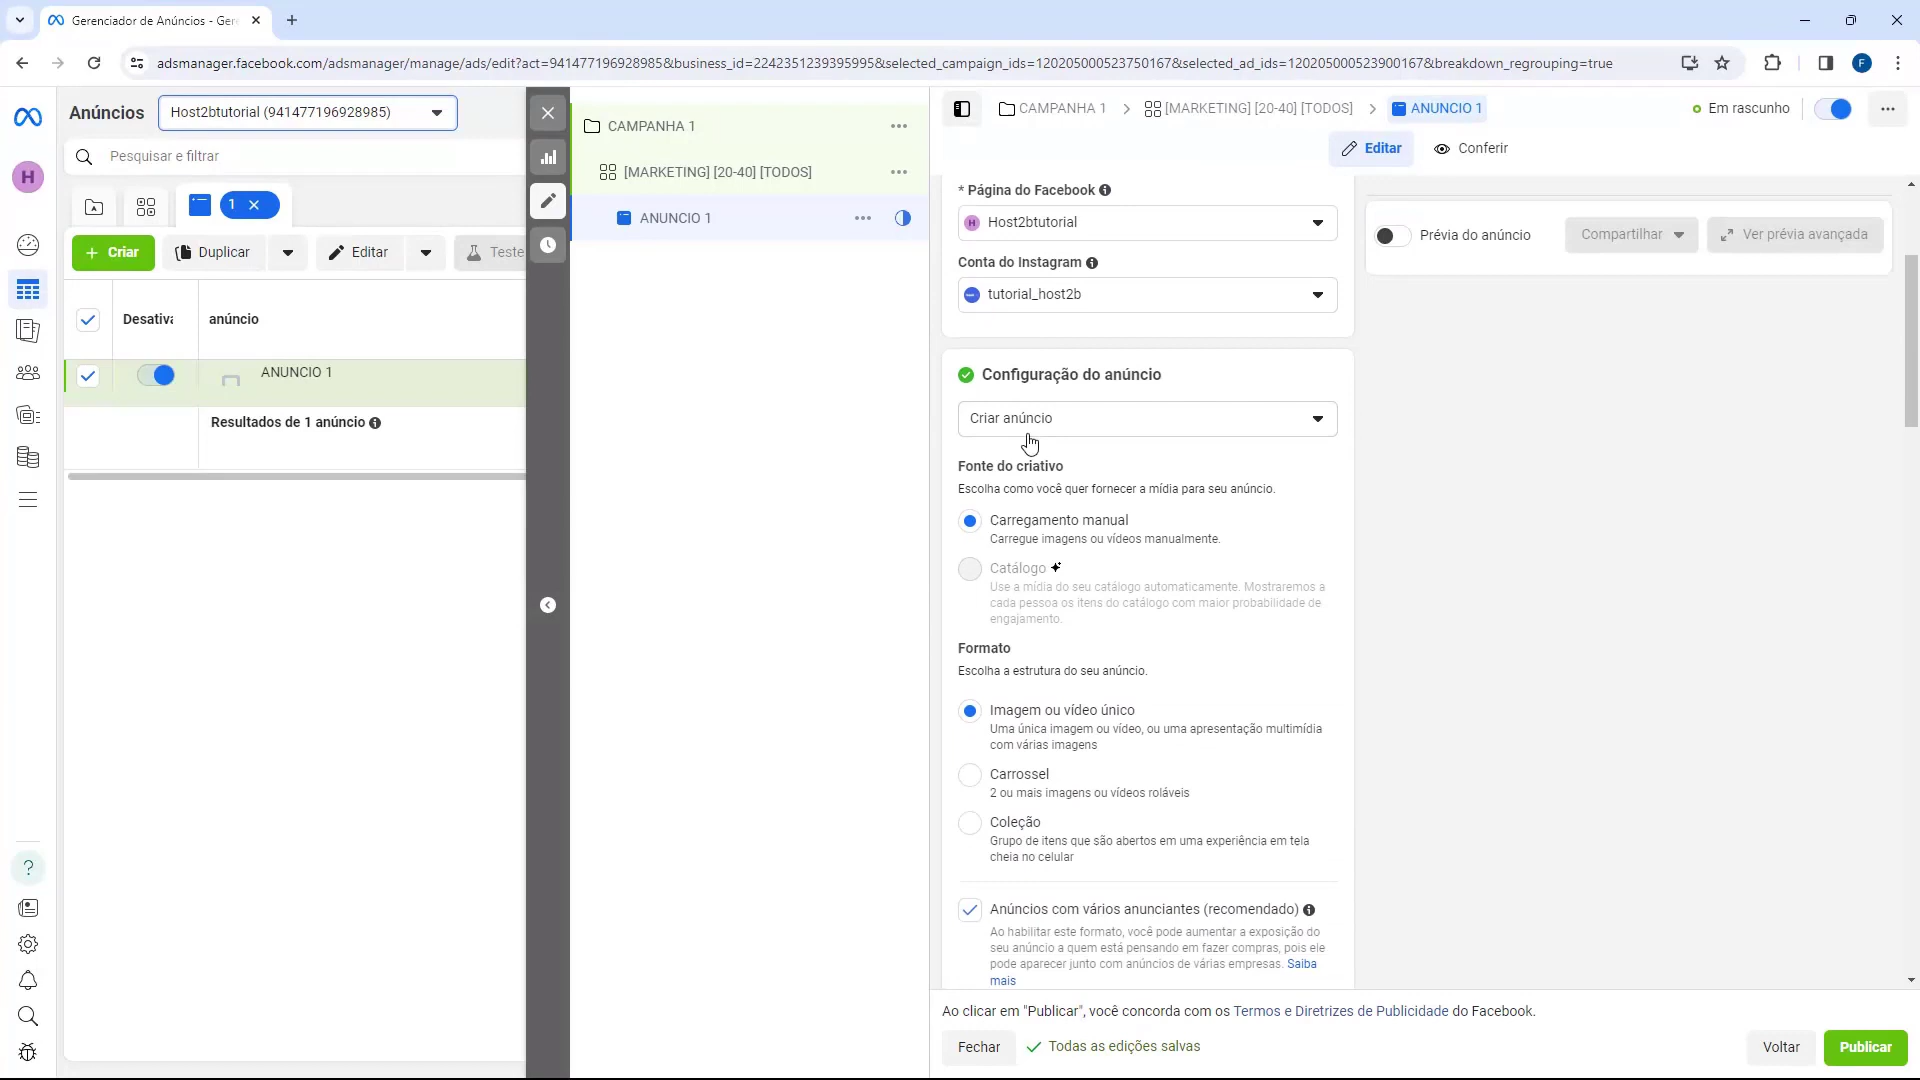 Gerenciador de Anúncios - Gere
adsmanager.facebook.com/adsmanager/manage/ads/edit?act=941477196928985&business_id=2242351239395995&selected_campaign_ids=120205000523750167&selected_ad_ids=120205000523900167&breakdown_regrouping=true
F
Anúncios
Host2btutorial (941477196928985)
H
Pesquisar e filtrar
1
+ Criar
Duplicar
Editar
Teste
Desativa
anúncio
ANUNCIO 1
Resultados de 1 anúncio
CAMPANHA 1
[MARKETING] [20-40] [TODOS]
ANUNCIO 1
CAMPANHA 1 > [MARKETING] [20-40] [TODOS] > ANUNCIO 1
Em rascunho
Editar
Conferir
* Página do Facebook
H Host2btutorial
Conta do Instagram
tutorial_host2b
Prévia do anúncio
Compartilhar
Ver prévia avançada
Configuração do anúncio
Criar anúncio
Fonte do criativo
Escolha como você quer fornecer a mídia para seu anúncio.
Carregamento manual
Carregue imagens ou vídeos manualmente.
Catálogo
Use a mídia do seu catálogo automaticamente. Mostraremos a
cada pessoa os itens do catálogo com maior probabilidade de
engajamento.
Formato
Escolha a estrutura do seu anúncio.
Imagem ou vídeo único
Uma única imagem ou vídeo, ou uma apresentação multimídia
com várias imagens
Carrossel
2 ou mais imagens ou vídeos roláveis
Coleção
Grupo de itens que são abertos em uma experiência em tela
cheia no celular
Anúncios com vários anunciantes (recomendado)
Ao habilitar este formato, você pode aumentar a exposição do
seu anúncio a quem está pensando em fazer compras, pois ele
pode aparecer junto com anúncios de várias empresas. Saiba
mais
Ao clicar em "Publicar", você concorda com os Termos e Diretrizes de Publicidade do Facebook.
Fechar
Todas as edições salvas
Voltar
Publicar